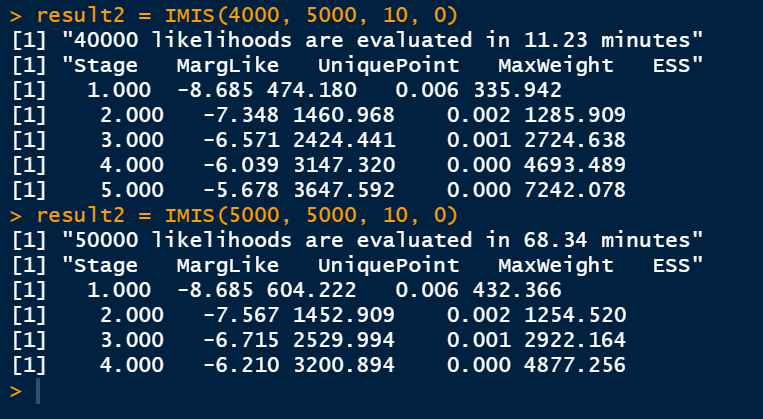 > result2 = IMIS(4000, 5000, 10, 0)
[1] "40000 likelihoods are evaluated in 11.23 minutes"
[1] "Stage   MargLike   UniquePoint   MaxWeight   ESS"
[1]    1.000  -8.685 474.180   0.006 335.942
[1]     2.000   -7.348 1460.968    0.002 1285.909
[1]     3.000   -6.571 2424.441    0.001 2724.638
[1]     4.000   -6.039 3147.320    0.000 4693.489
[1]     5.000   -5.678 3647.592    0.000 7242.078
> result2 = IMIS(5000, 5000, 10, 0)
[1] "50000 likelihoods are evaluated in 68.34 minutes"
[1] "Stage   MargLike   UniquePoint   MaxWeight   ESS"
[1]    1.000  -8.685 604.222   0.006 432.366
[1]     2.000   -7.567 1452.909    0.002 1254.520
[1]     3.000   -6.715 2529.994    0.001 2922.164
[1]     4.000   -6.210 3200.894    0.000 4877.256
>